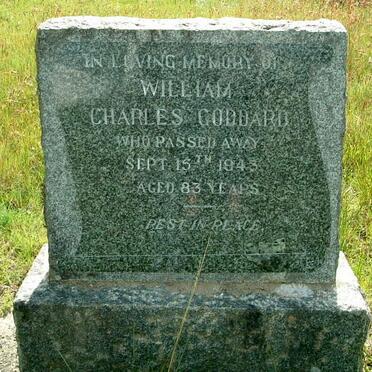 IN LOVING MEMORY OF
WILLIAM
CHARLES GODDARD
WHO PASSED AWAY
SEPT. 15TH 1943
AGED 83 YEARS
REST IN PEACE